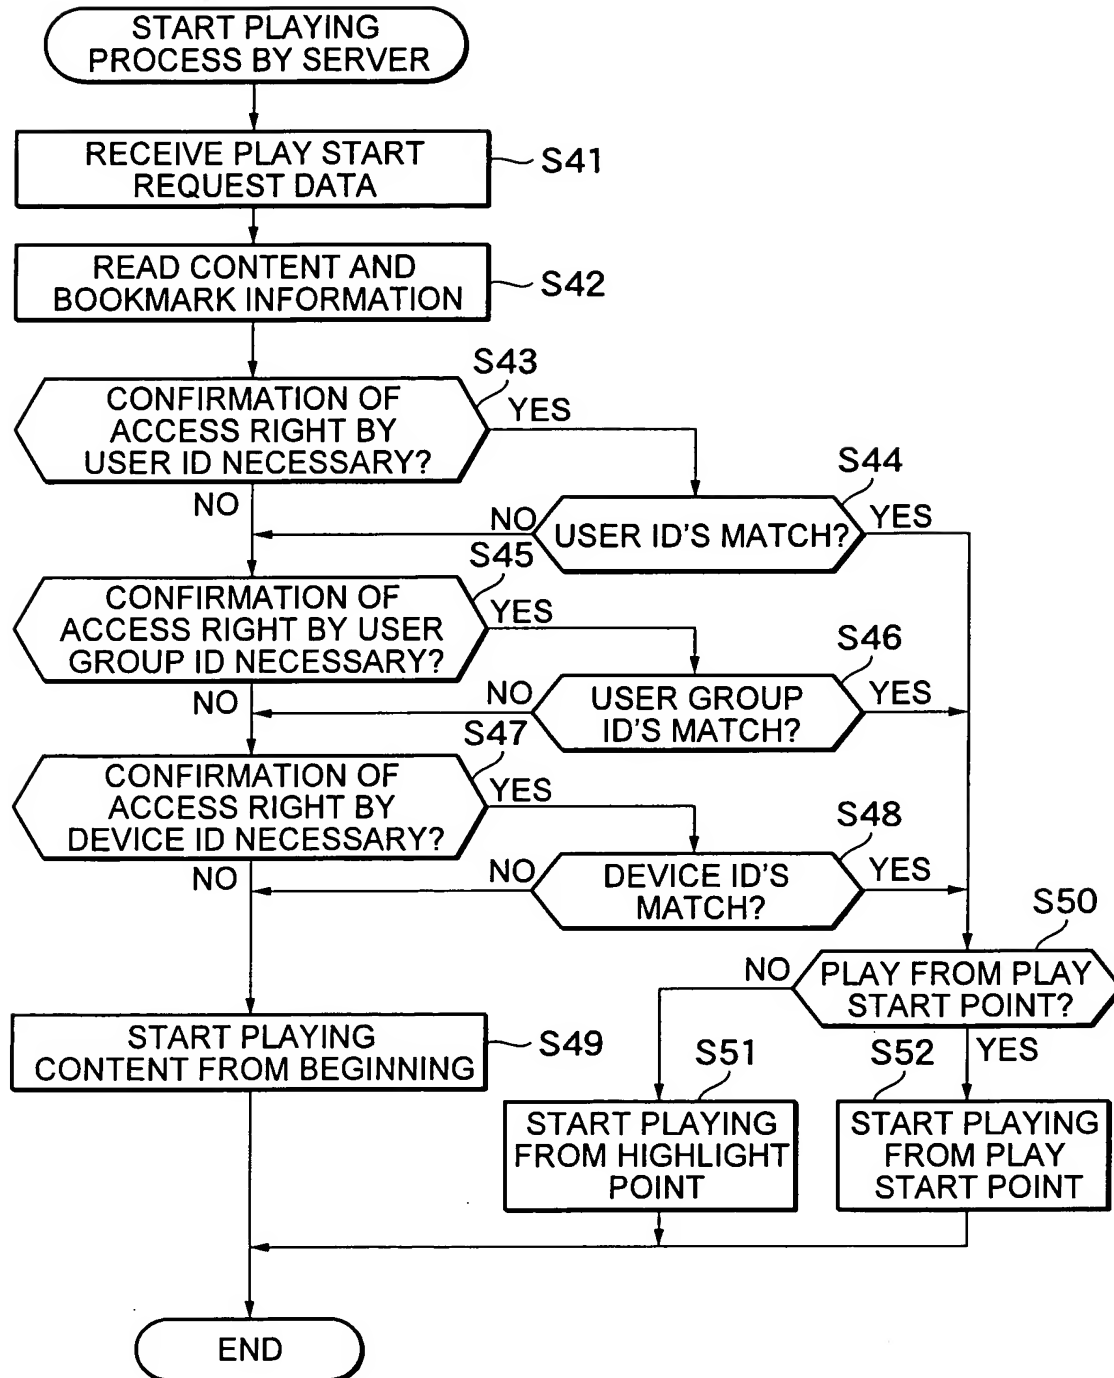 START PLAYING
PROCESS BY SERVER
RECEIVE PLAY START
REQUEST DATA
S41
READ CONTENT AND
BOOKMARK INFORMATION
S42
S43
CONFIRMATION OF
ACCESS RIGHT BY
USER ID NECESSARY?
YES
NO
S44
USER ID'S MATCH?
NO
YES
S45
CONFIRMATION OF
ACCESS RIGHT BY USER
GROUP ID NECESSARY?
YES
NO
S46
USER GROUP
ID'S MATCH?
NO
YES
S47
CONFIRMATION OF
ACCESS RIGHT BY
DEVICE ID NECESSARY?
YES
NO
S48
DEVICE ID'S
MATCH?
NO
YES
S50
PLAY FROM PLAY
START POINT?
NO
YES
START PLAYING
CONTENT FROM BEGINNING
S49
S51
START PLAYING
FROM HIGHLIGHT
POINT
S52
START PLAYING
FROM PLAY
START POINT
END